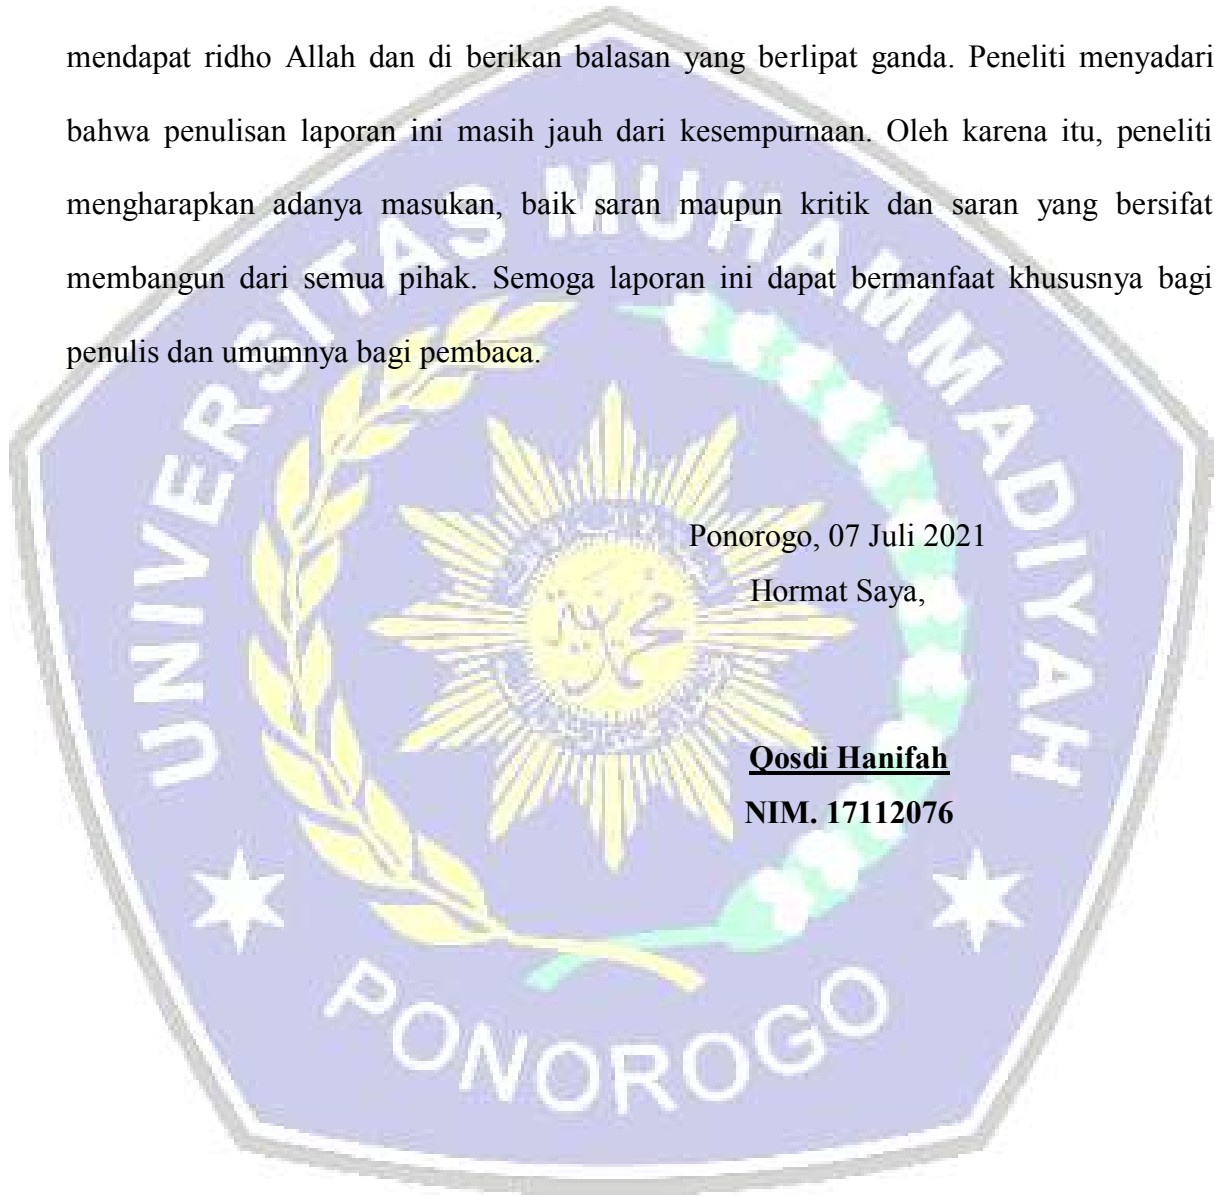 mendapat ridho Allah dan di berikan balasan yang berlipat ganda. Peneliti menyadari
bahwa penulisan laporan ini masih jauh dari kesempurnaan. Oleh karena itu, peneliti
mengharapkan adanya masukan, baik saran maupun kritik dan saran yang bersifat
membangun dari semua pihak. Semoga laporan ini dapat bermanfaat khususnya bagi
penulis dan umumnya bagi pembaca.
UNIVERSITAS MUHAMMADIYAH
Ponorogo, 07 Juli 2021
Hormat Saya,
Qosdi Hanifah
NIM. 17112076
PONOROGO